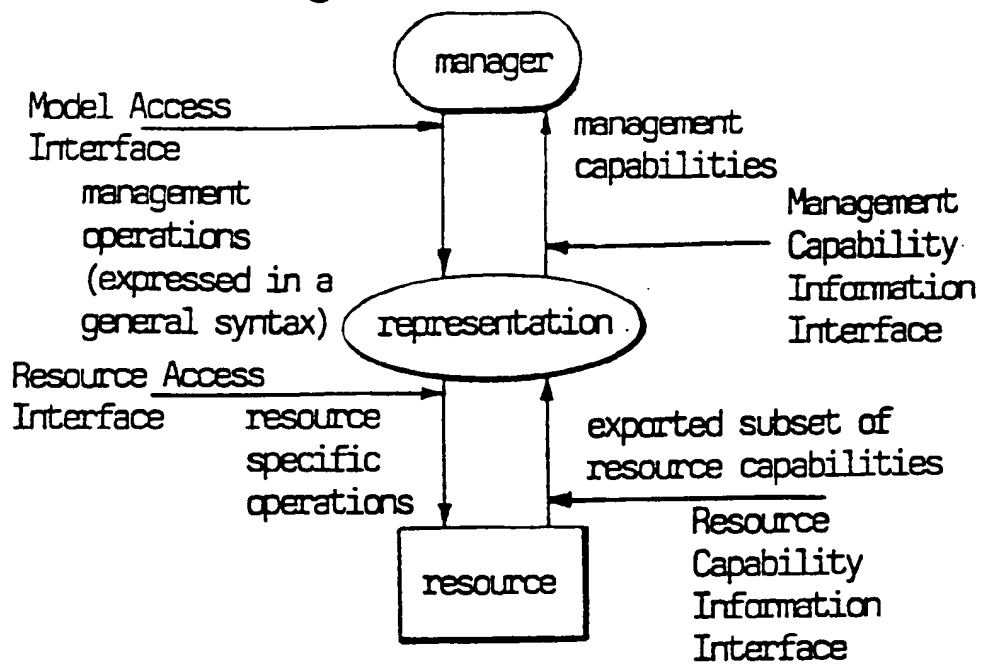 manager
Model Access
Interface
management
operations
(expressed in a
general syntax)
management
capabilities
Management
Capability
Information
Interface
representation
Resource Access
Interface
resource
specific
operations
exported subset of
resource capabilities
Resource
Capability
Information
Interface
resource